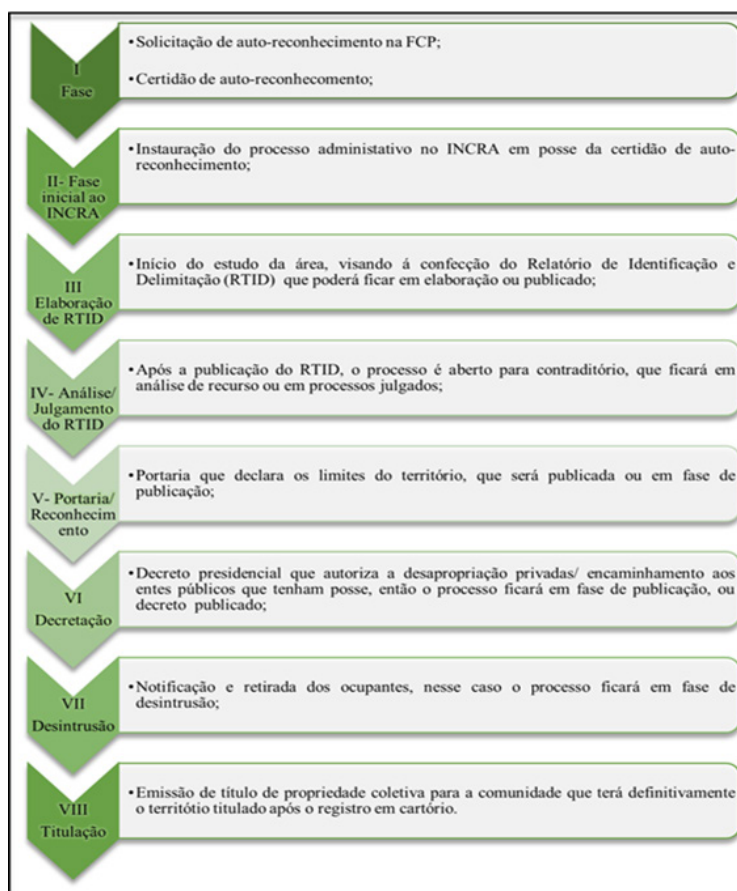 I
Fase
•Solicitação de auto-reconhecimento na FCP;
•Certidão de auto-reconhecomento;
II- Fase
inicial ao
INCRA
•Instauração do processo administativo no INCRA em posse da certidão de auto-
reconhecimento;
III
Elaboração
de RTID
•Início do estudo da área, visando á confecção do Relatório de Identificação e
Delimitação (RTID) que poderá ficar em elaboração ou publicado;
IV- Análise/
Julgamento
do RTID
•Após a publicação do RTID, o processo é aberto para contraditório, que ficará em
análise de recurso ou em processos julgados;
V- Portaria/
Reconhecim
ento
•Portaria que declara os limites do território, que será publicada ou em fase de
publicação;
VI
Decretação
•Decreto presidencial que autoriza a desapropriação privadas/ encaminhamento aos
entes públicos que tenham posse, então o processo ficará em fase de publicação, ou
decreto publicado;
VII
Desintrusão
•Notificação e retirada dos ocupantes, nesse caso o processo ficará em fase de
desintrusão;
VIII
Titulação
•Emissão de título de propriedade coletiva para a comunidade que terá definitivamente
o territótio titulado após o registro em cartório.